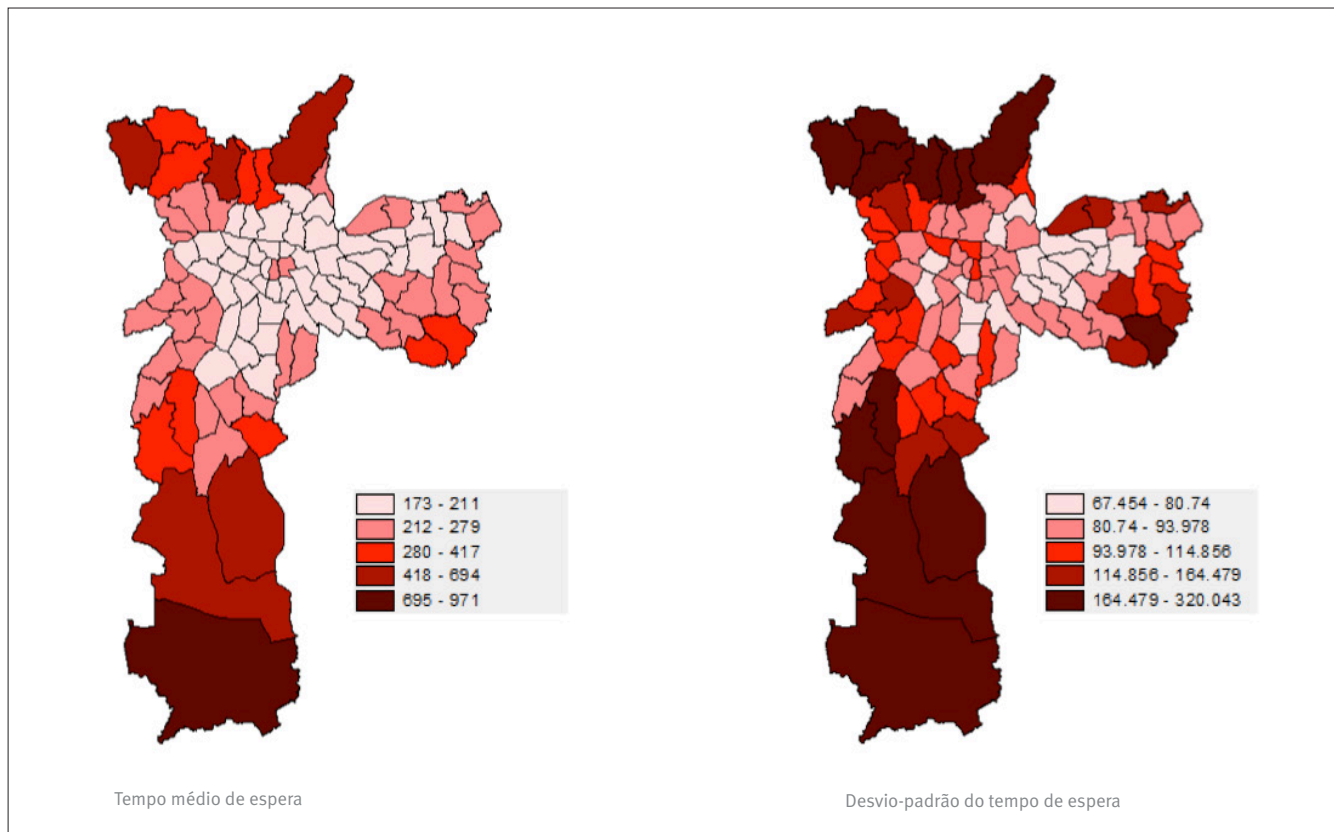 173 - 211
212 - 279
280 - 417
418 - 694
695 - 971
67.454 - 80.74
80.74 - 93.978
93.978 - 114.856
114.856 - 164.479
164.479 - 320.043
Tempo médio de espera
Desvio-padrão do tempo de espera